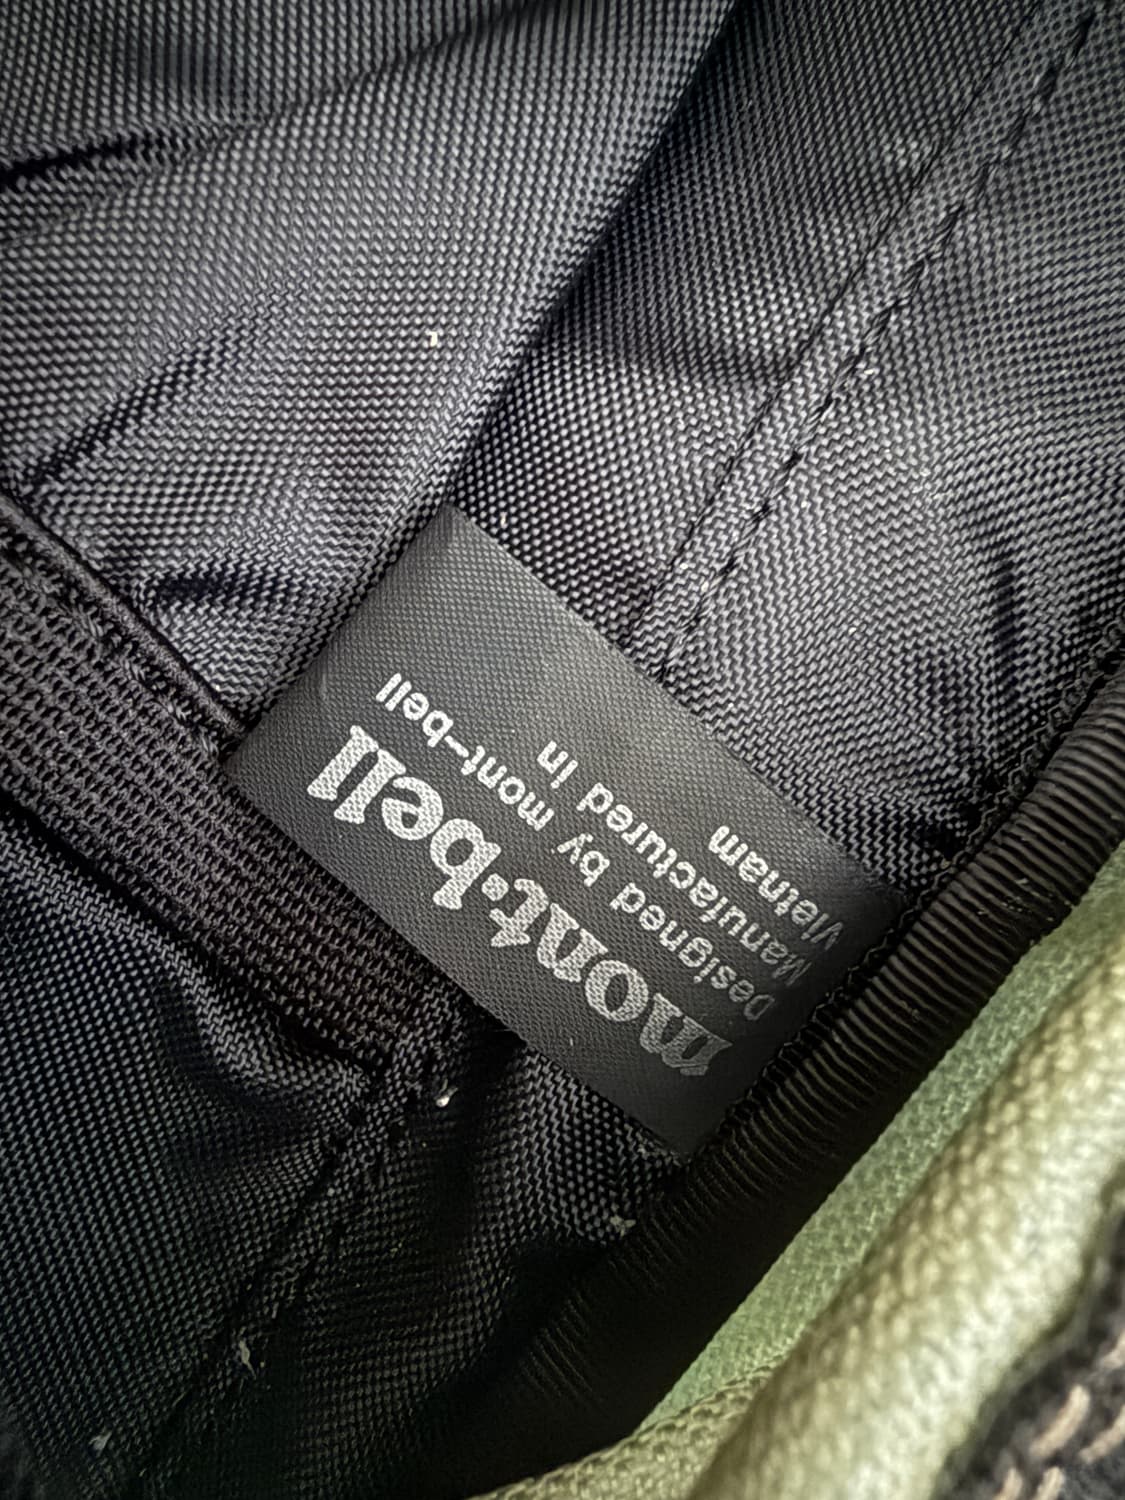 mont-bell
Designed by mont-bell
Manufactured in
Vietnam